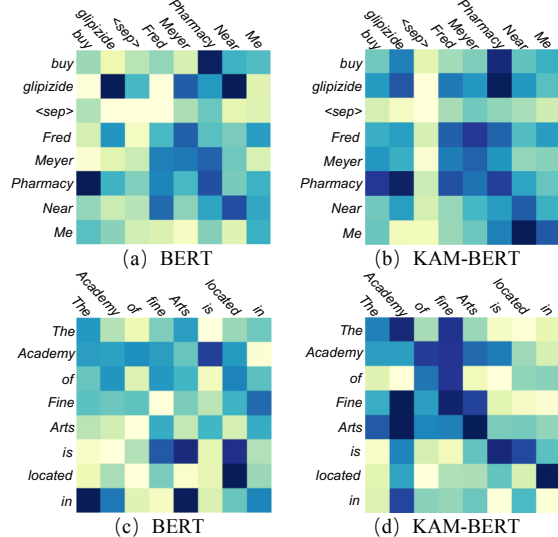 buy glipizide <sep> Fred Meyer Pharmacy Near Me
buy
glipizide
<sep>
Fred
Meyer
Pharmacy
Near
Me
(a) BERT
buy glipizide <sep> Fred Meyer Pharmacy Near Me
buy
glipizide
<sep>
Fred
Meyer
Pharmacy
Near
Me
(b) KAM-BERT
The Academy of fine Arts is located in
The
Academy
of
Fine
Arts
is
located
in
(c) BERT
The Academy of fine Arts is located in
The
Academy
of
Fine
Arts
is
located
in
(d) KAM-BERT